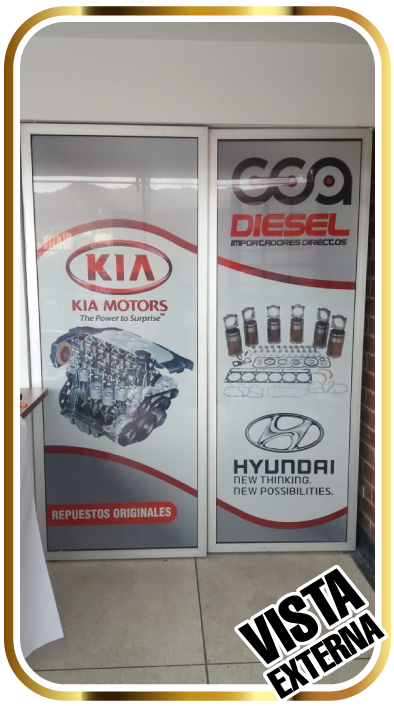 KIA
KIA MOTORS
The Power to Surprise™
REPUESTOS ORIGINALES
CCA
DIESEL
IMPORTADORES DIRECTOS
HYUNDAI
NEW THINKING.
NEW POSSIBILITIES.
VISTA
EXTERNA